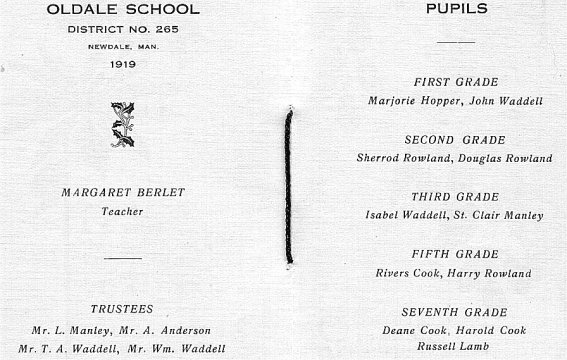 OLDALE SCHOOL
DISTRICT NO. 265
NEWDALE, MAN.
1919
MARGARET BERLET
Teacher
TRUSTEES
Mr. L. Manley, Mr. A. Anderson
Mr. T. A. Waddell, Mr. Wm. Waddell
PUPILS
FIRST GRADE
Marjorie Hopper, John Waddell
SECOND GRADE
Sherrod Rowland, Douglas Rowland
THIRD GRADE
Isabel Waddell, St. Clair Manley
FIFTH GRADE
Rivers Cook, Harry Rowland
SEVENTH GRADE
Deane Cook, Harold Cook
Russell Lamb